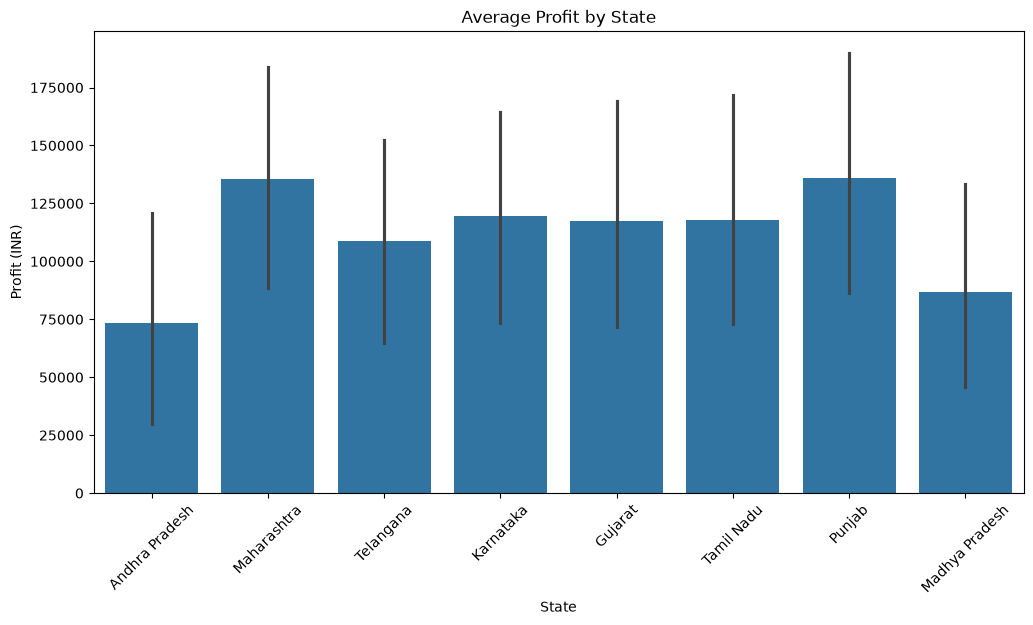 Average Profit by State
Profit (INR)
175000
150000
125000
100000
75000
50000
25000
0
Andhra Pradesh
Maharashtra
Telangana
Karnataka
Gujarat
Tamil Nadu
Punjab
Madhya Pradesh
State